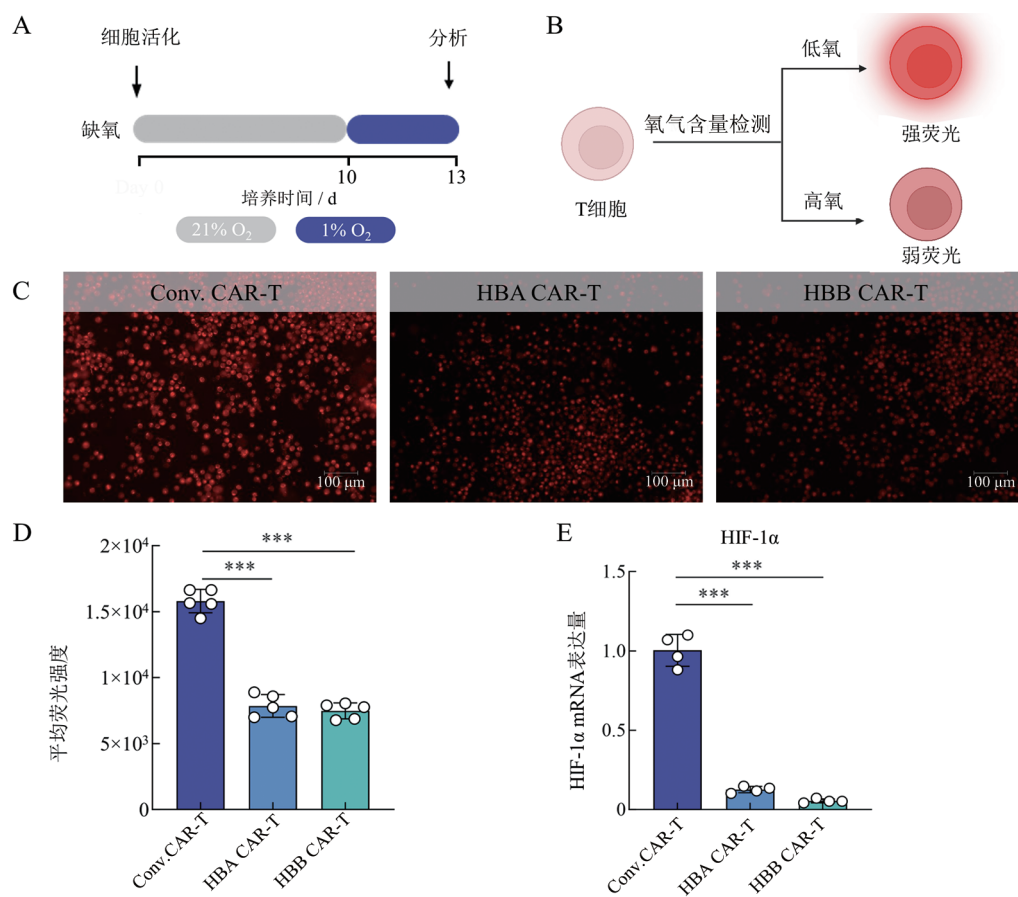 A
细胞活化
分析
缺氧
Day 0
10
13
培养时间 / d
21% O₂
1% O₂
B
T细胞
氧气含量检测
低氧
强荧光
高氧
弱荧光
C
Conv. CAR-T
HBA CAR-T
HBB CAR-T
100 μm
100 μm
100 μm
D
平均荧光强度
2×10⁴
1.5×10⁴
1×10⁴
5×10³
0
***
***
Conv.CAR-T
HBA CAR-T
HBB CAR-T
E
HIF-1α
HIF-1α mRNA表达量
1.5
1.0
0.5
0
***
***
Conv.CAR-T
HBA CAR-T
HBB CAR-T